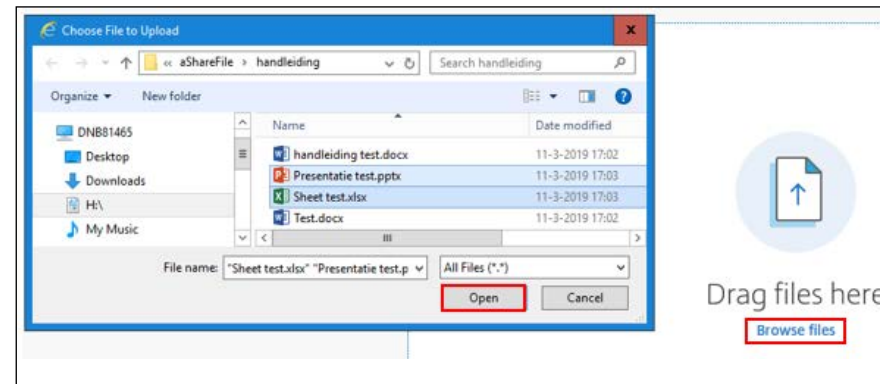 Choose File to Upload
« aShareFile › handleiding
Search handleiding
Organize
New folder
Name
Date modified
DNB81465
Desktop
Downloads
H:\
My Music
handleiding test.docx 11-3-2019 17:02
Presentatie test.pptx 11-3-2019 17:03
Sheet test.xlsx 11-3-2019 17:03
Test.docx 11-3-2019 17:02
File name: "Sheet test.xlsx" "Presentatie test.p
All Files (*.*)
Open
Cancel
Drag files here
Browse files